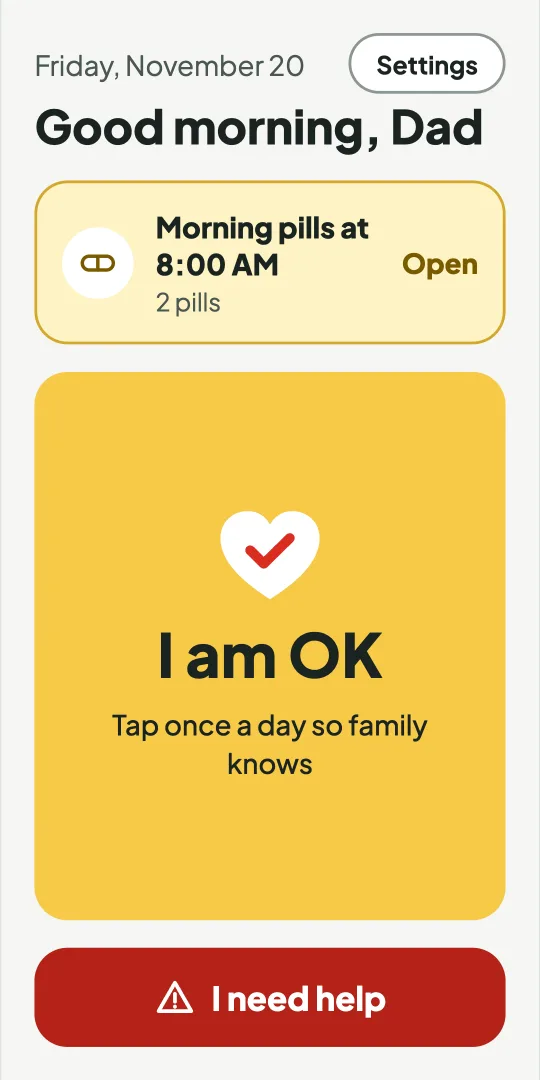 Friday, November 20
Settings
Good morning, Dad
Morning pills at
8:00 AM
2 pills
Open
I am OK
Tap once a day so family
knows
I need help